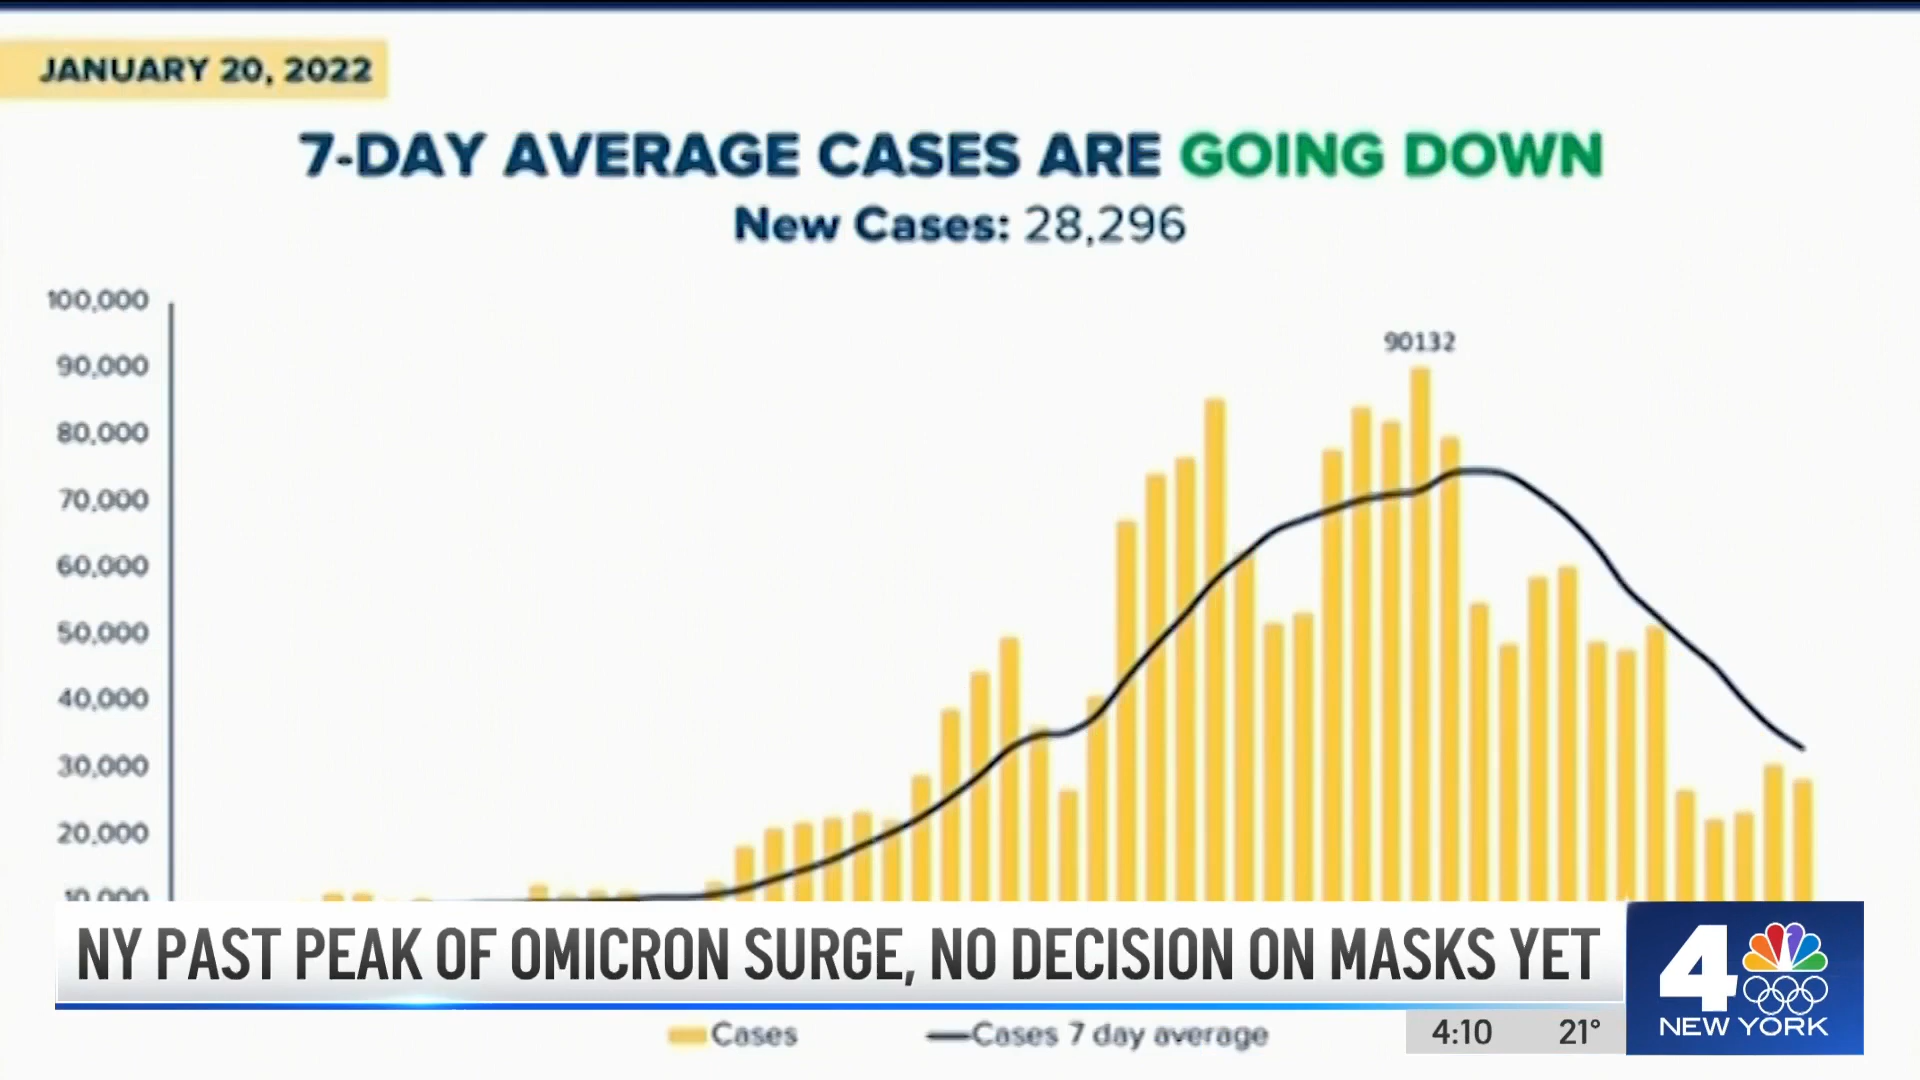 JANUARY 20, 2022
7-DAY AVERAGE CASES ARE GOING DOWN
New Cases: 28,296
100,000
90,000
80,000
70,000
60,000
50,000
40,000
30,000
20,000
10,000
90132
NY PAST PEAK OF OMICRON SURGE, NO DECISION ON MASKS YET
4
NEW YORK
Cases
Cases 7 day average
4:10
21°